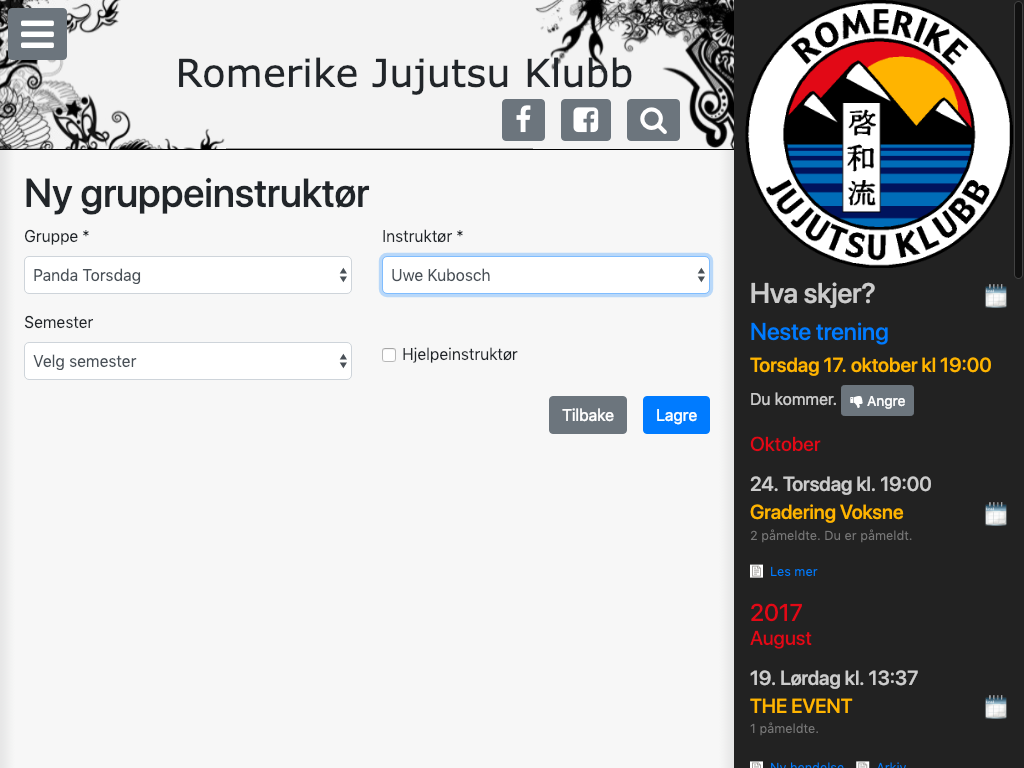 Romerike Jujutsu Klubb
Ny gruppeinstruktør
Gruppe *
Instruktør *
Panda Torsdag
Uwe Kubosch
Semester
Velg semester
Hjelpeinstruktør
Tilbake
Lagre
ROMERIKE
啓和流
JUJUTSU KLUBB
Hva skjer?
Neste trening
Torsdag 17. oktober kl 19:00
Du kommer. Angre
Oktober
24. Torsdag kl. 19:00
Gradering Voksne
2 påmeldte. Du er påmeldt.
Les mer
2017
August
19. Lørdag kl. 13:37
THE EVENT
1 påmeldte.
Ny hendelse Arkiv